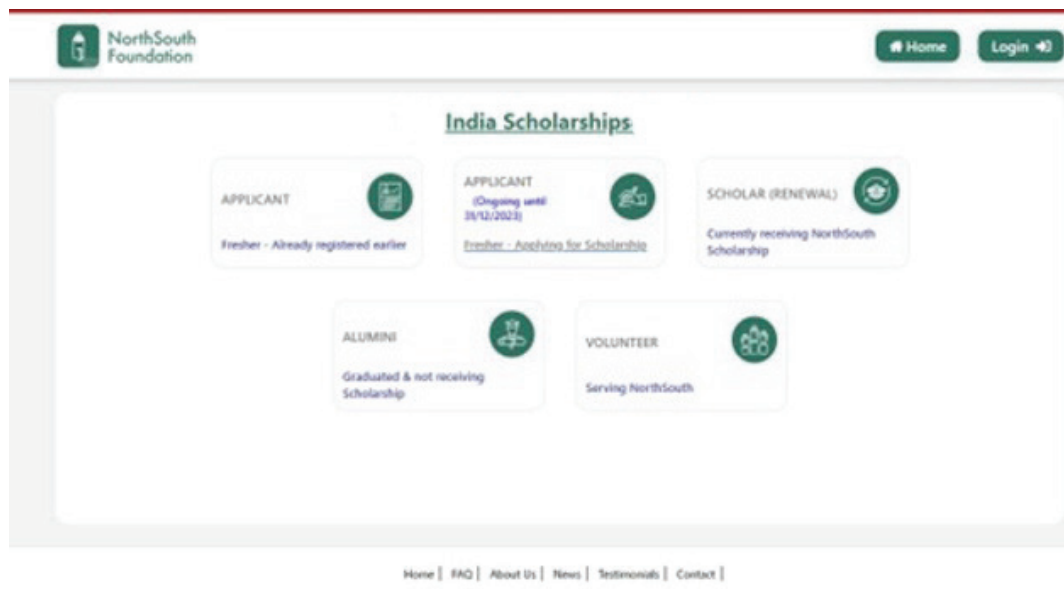 NorthSouth
Foundation
Home
Login
India Scholarships
APPLICANT
Fresher - Already registered earlier
APPLICANT
(Ongoing until
31/12/2023)
Fresher - Applying for Scholarship
SCHOLAR (RENEWAL)
Currently receiving NorthSouth
Scholarship
ALUMINI
Graduated & not receiving
Scholarship
VOLUNTEER
Serving NorthSouth
Home | FAQ | About Us | News | Testimonials | Contact |